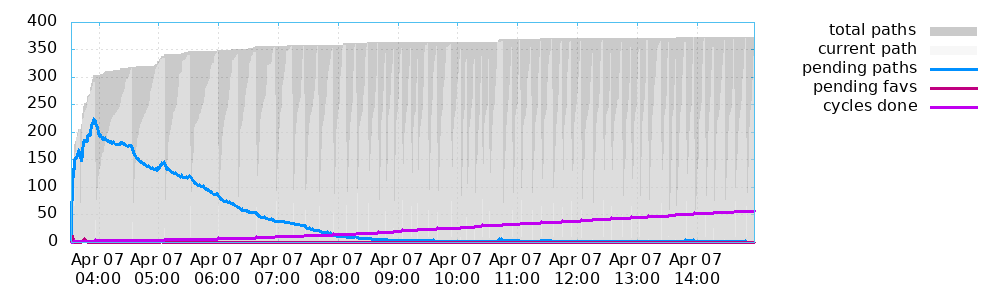 400
350
300
250
200
150
100
50
0
Apr 07 Apr 07 Apr 07 Apr 07 Apr 07 Apr 07 Apr 07 Apr 07 Apr 07 Apr 07 Apr 07
04:00 05:00 06:00 07:00 08:00 09:00 10:00 11:00 12:00 13:00 14:00
total paths
current path
pending paths
pending favs
cycles done